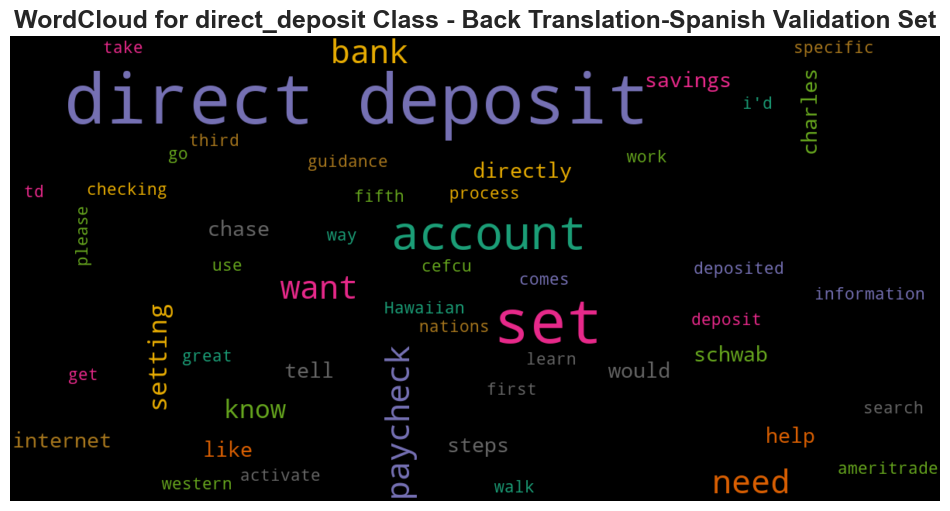 WordCloud for direct_deposit Class - Back Translation-Spanish Validation Set
take
bank
specific
direct deposit
savings
i'd
charles
third
go
guidance
directly
work
td
checking
fifth
process
please
chase
way
account
use
cefcu
want
comes
deposited
information
Hawaiian
nations
set
deposit
setting
great
tell
learn
would
schwab
get
first
paycheck
know
search
internet
like
steps
help
western
activate
walk
need
ameritrade